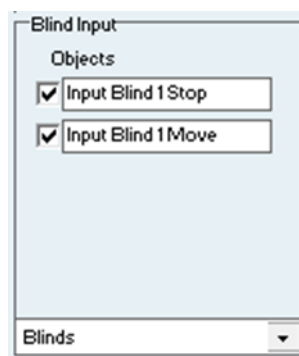 Blind Input
Objects
Input Blind 1 Stop
Input Blind 1 Move
Blinds